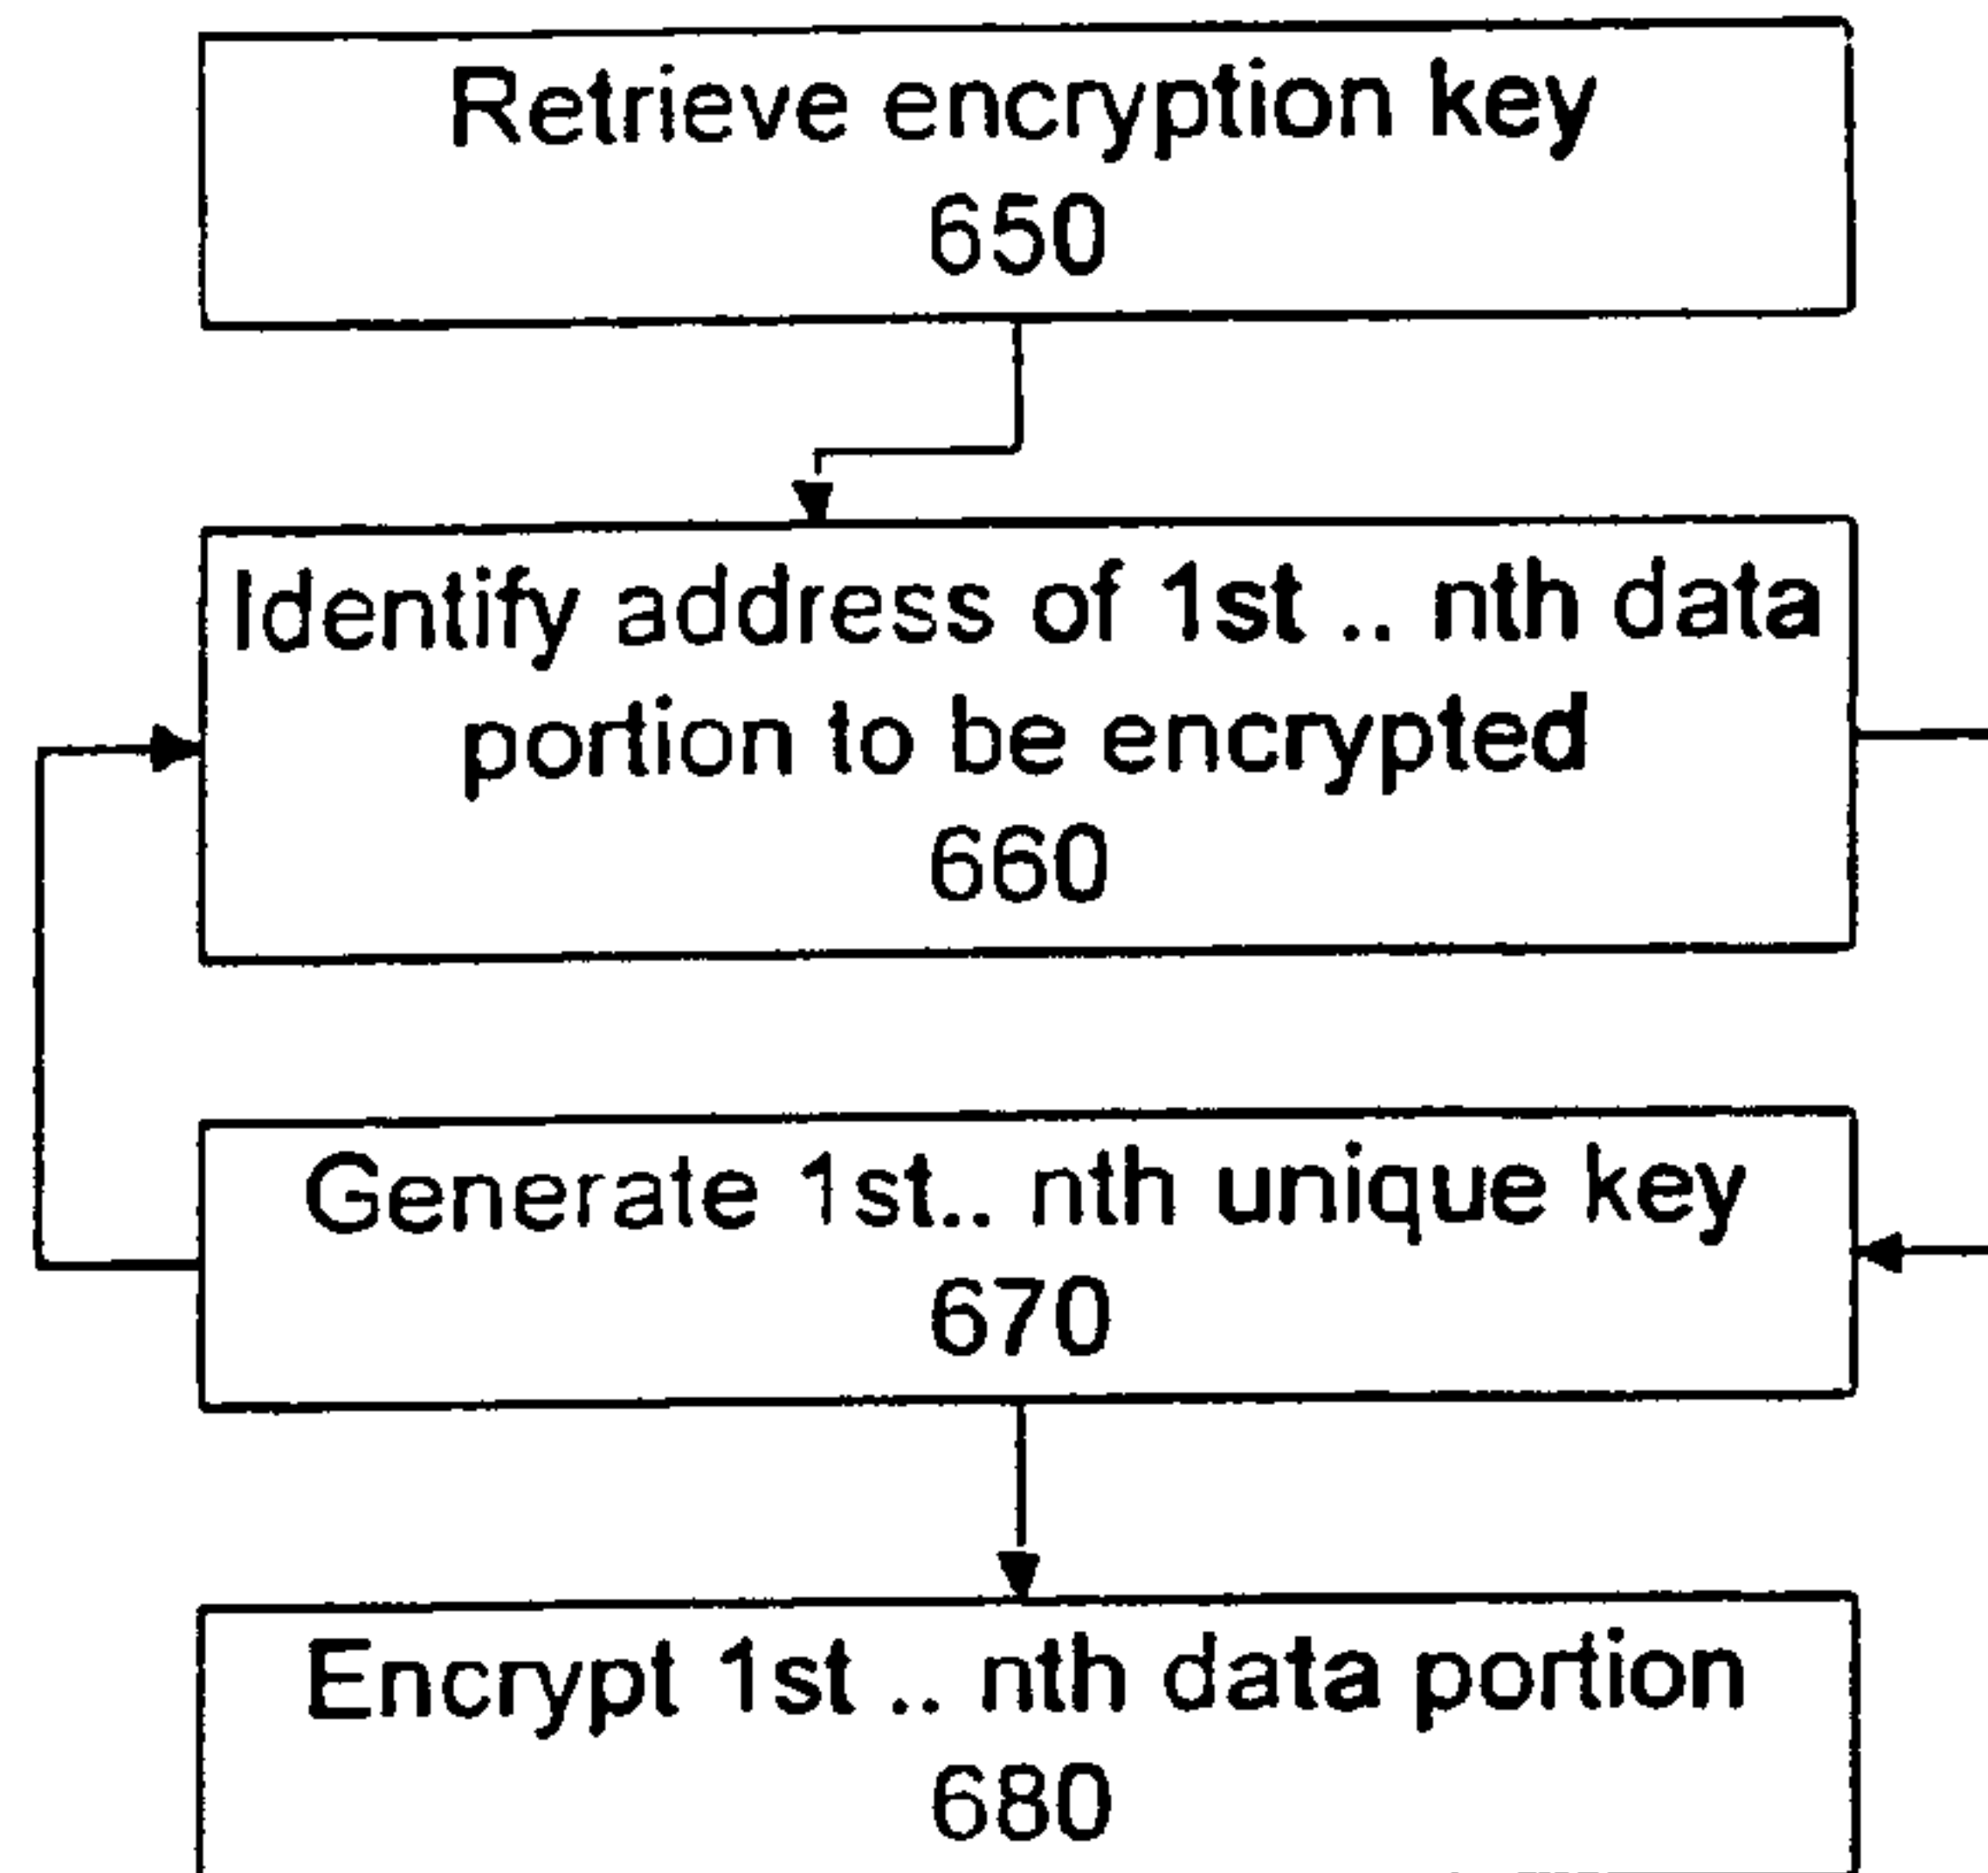 Retrieve encryption key
650
Identify address of 1st .. nth data
portion to be encrypted
660
Generate 1st.. nth unique key
670
Encrypt 1st .. nth data portion
680